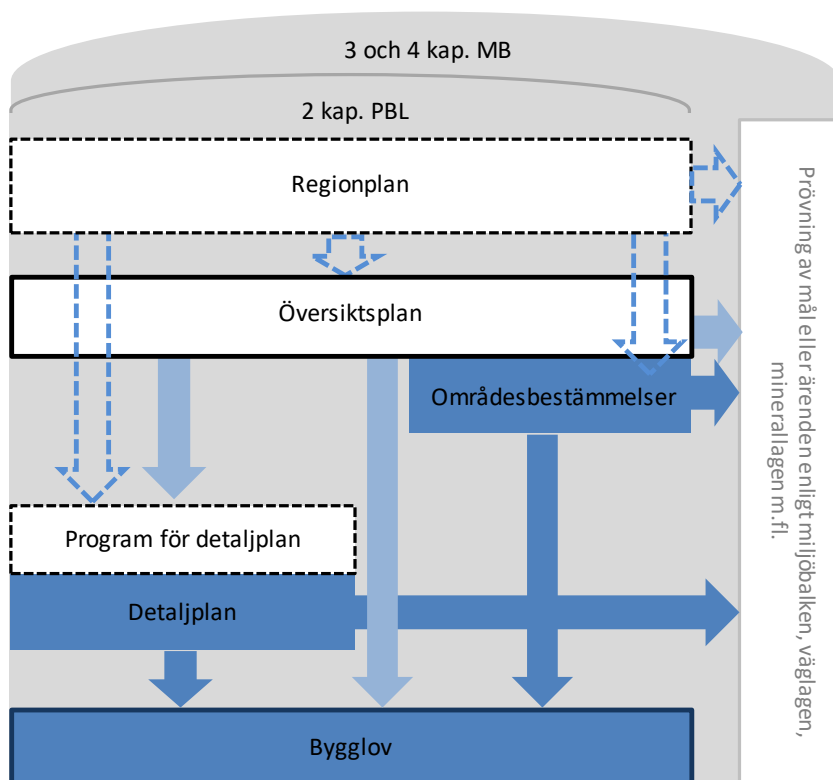 3 och 4 kap. MB
2 kap. PBL
Regionplan
Översiktsplan
Områdesbestämmelser
Program för detaljplan
Detaljplan
Bygglov
Prövning av mål eller ärenden enligt miljöbalken, väglagen,
minerallagen m.fl.